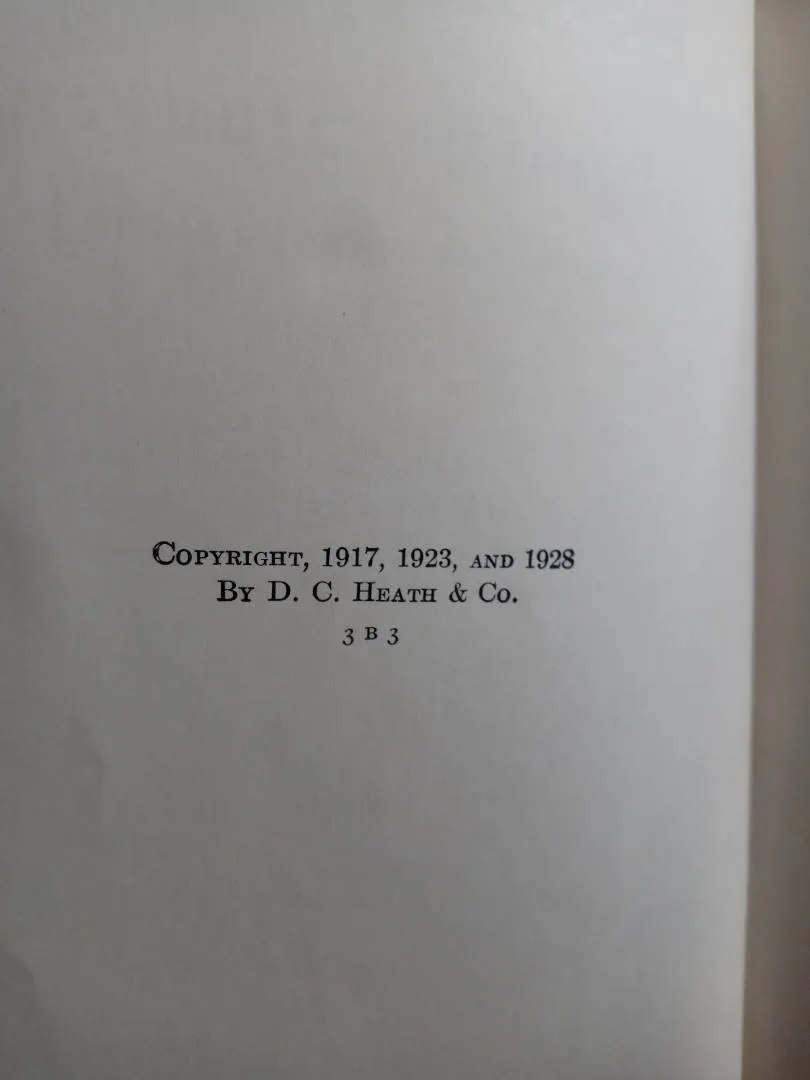 COPYRIGHT, 1917, 1923, AND 1928
BY D. C. HEATH & CO.
3 B 3